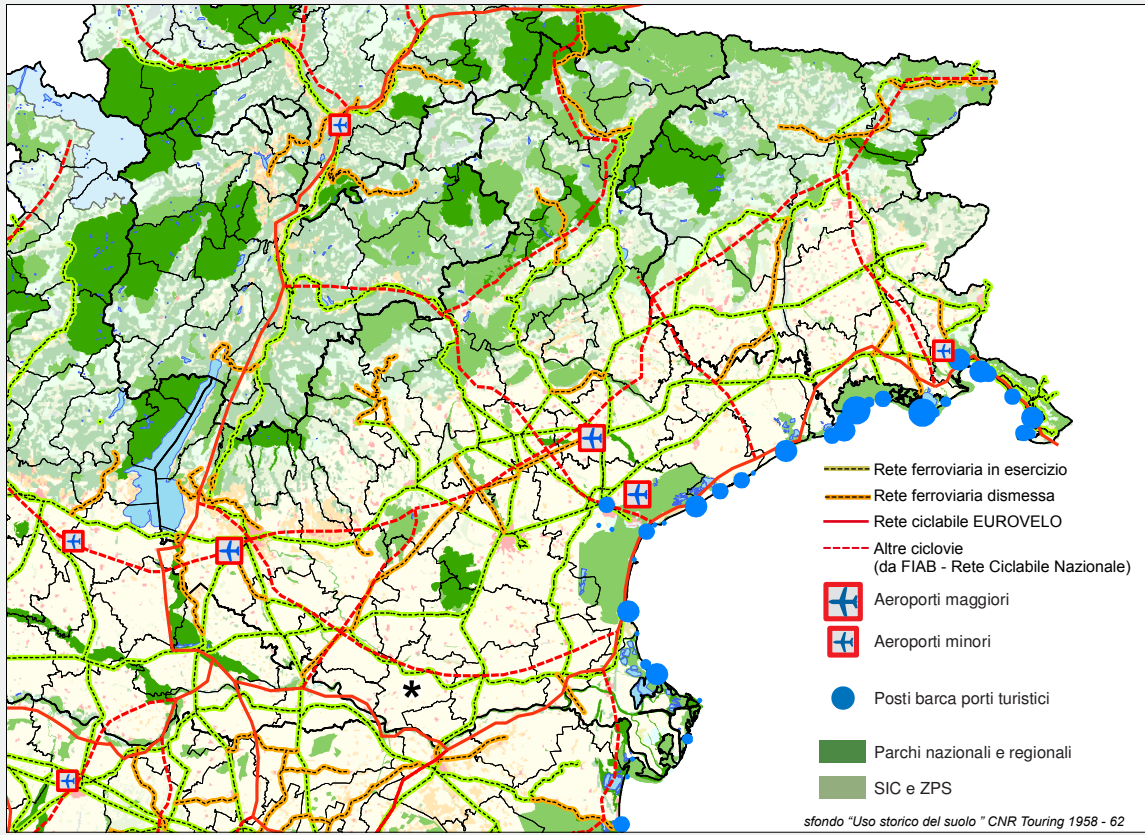 Rete ferroviaria in esercizio
Rete ferroviaria dismessa
Rete ciclabile EUROVELO
Altre ciclovie
(da FIAB - Rete Ciclabile Nazionale)
Aeroporti maggiori
Aeroporti minori
Posti barca porti turistici
Parchi nazionali e regionali
SIC e ZPS
*
sfondo "Uso storico del suolo " CNR Touring 1958 - 62